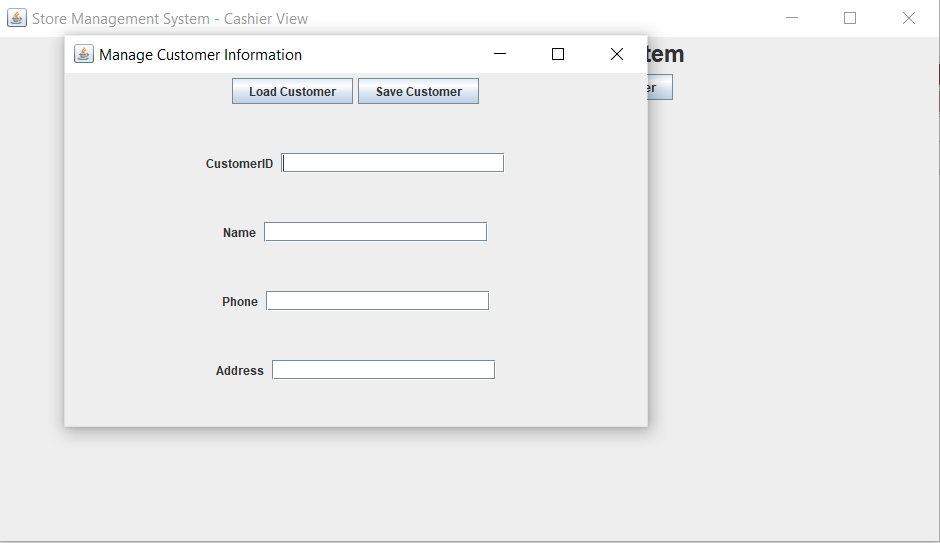 Store Management System - Cashier View
Manage Customer Information
tem
er
Load Customer Save Customer
CustomerID
Name
Phone
Address